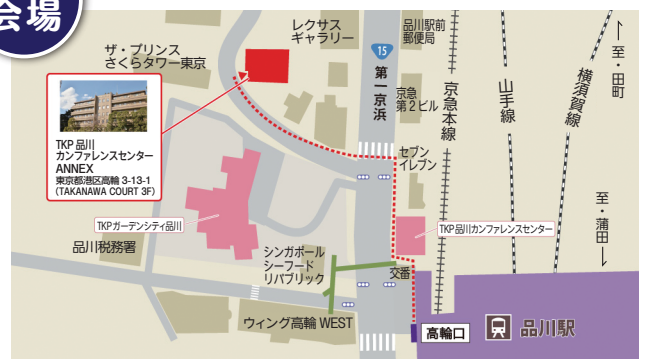 会場
レクサス
ギャラリー
品川駅前
郵便局
ザ・プリンス
さくらタワー東京
15
第一京浜
京急
第2ビル
京急本線
山手線
横須賀線
至・田町
TKP 品川
カンファレンスセンター
ANNEX
東京都港区高輪 3-13-1
(TAKANAWA COURT 3F)
セブン
イレブン
至・蒲田
TKPガーデンシティ品川
TKP品川カンファレンスセンター
品川税務署
シンガポール
シーフード
リパブリック
交番
ウィング高輪 WEST
高輪口
品川駅